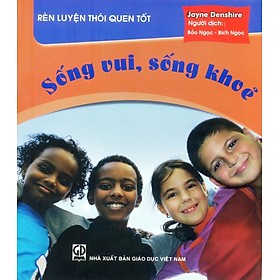 RÈN LUYỆN THÓI QUEN TỐT
Jayne Denshire
Người dịch:
Bảo Ngọc - Bích Ngọc
Sống vui, sống khoẻ
GD
NHÀ XUẤT BẢN GIÁO DỤC VIỆT NAM